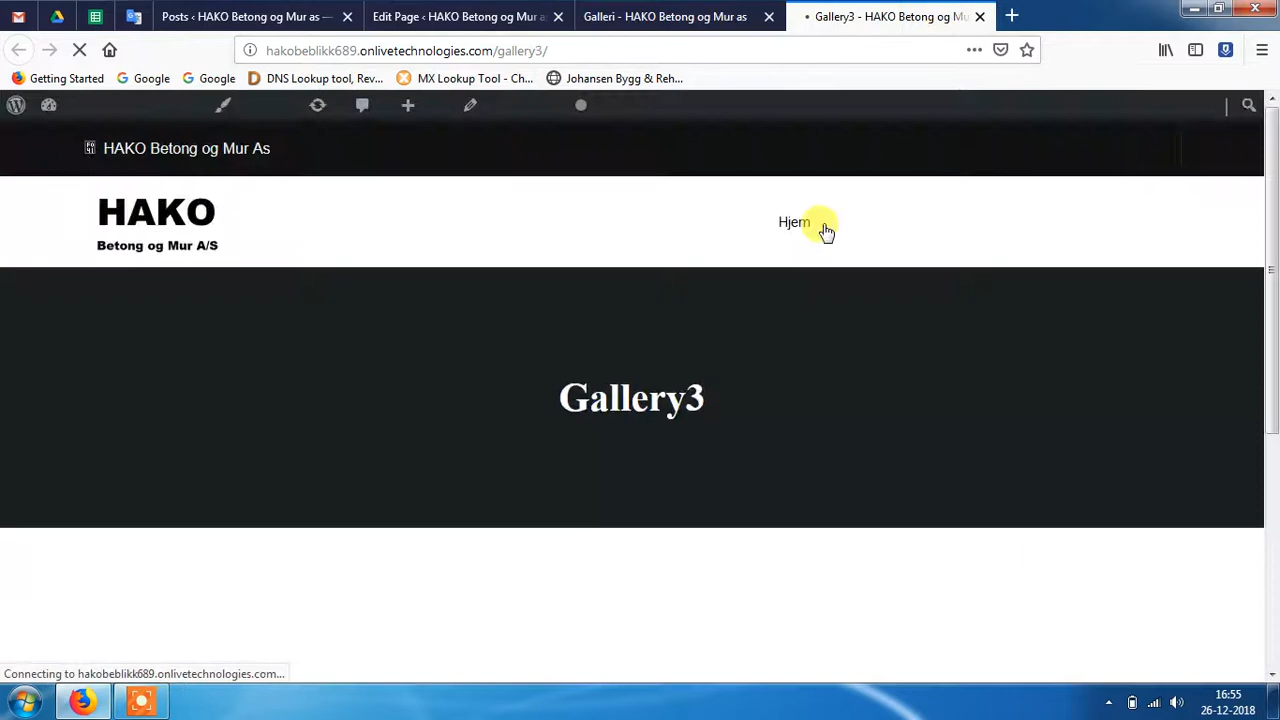 Posts ‹ HAKO Betong og Mur as —
Edit Page ‹ HAKO Betong og Mur a
Galleri - HAKO Betong og Mur as
Gallery3 - HAKO Betong og Mu
hakobeblikk689.onlivetechnologies.com/gallery3/
Getting Started
Google
Google
DNS Lookup tool, Rev...
MX Lookup Tool - Ch...
Johansen Bygg & Reh...
HAKO Betong og Mur As
HAKO
Betong og Mur A/S
Hjem
Gallery3
Connecting to hakobeblikk689.onlivetechnologies.com...
16:55
26-12-2018